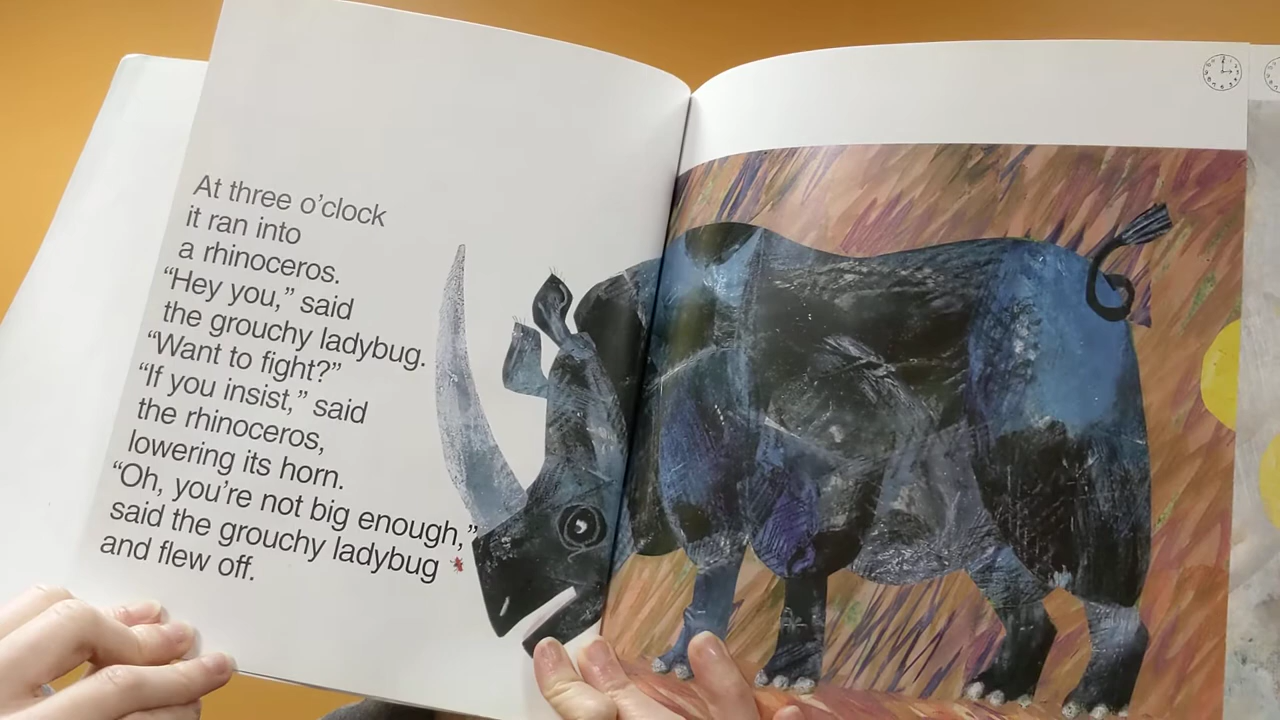 At three o'clock
it ran into
a rhinoceros.
“Hey you,” said
the grouchy ladybug.
“Want to fight?”
“If you insist,” said
the rhinoceros,
lowering its horn.
“Oh, you're not big enough,”
said the grouchy ladybug
and flew off.